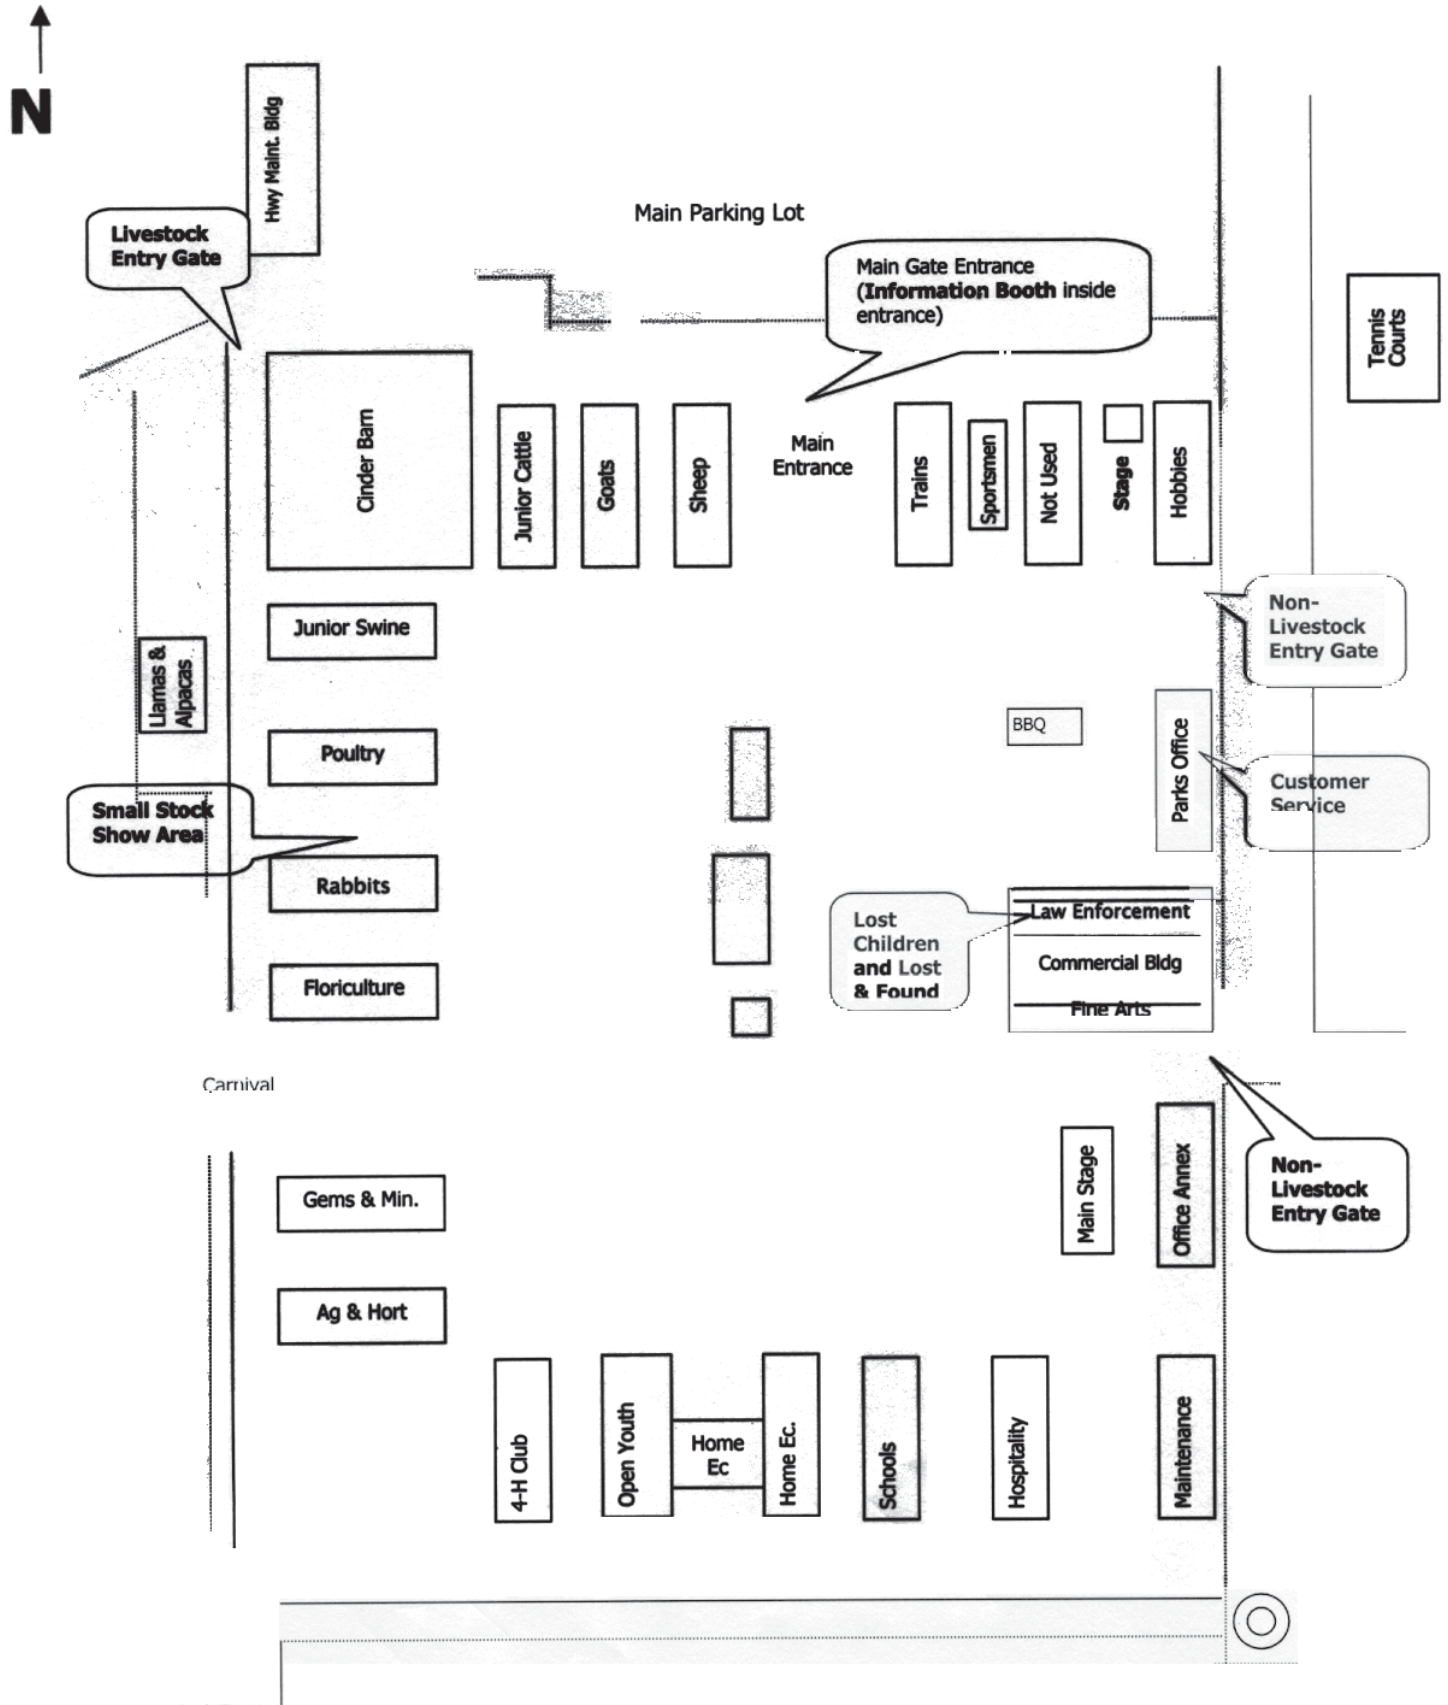 N
Hwy Maint. Bldg
Main Parking Lot
Livestock
Entry Gate
Main Gate Entrance
(Information Booth inside
entrance)
Tennis
Courts
Cinder Barn
Junior Cattle
Goats
Sheep
Main
Entrance
Trains
Sportsmen
Not Used
Stage
Hobbies
Non-
Livestock
Entry Gate
Junior Swine
Llamas &
Alpacas
Poultry
BBQ
Parks Office
Customer
Service
Small Stock
Show Area
Rabbits
Lost
Children
and Lost
& Found
Law Enforcement
Commercial Bldg
Fine Arts
Floriculture
Carnival
Gems & Min.
Main Stage
Office Annex
Non-
Livestock
Entry Gate
Ag & Hort
4-H Club
Open Youth
Home
Ec
Home Ec.
Schools
Hospitality
Maintenance